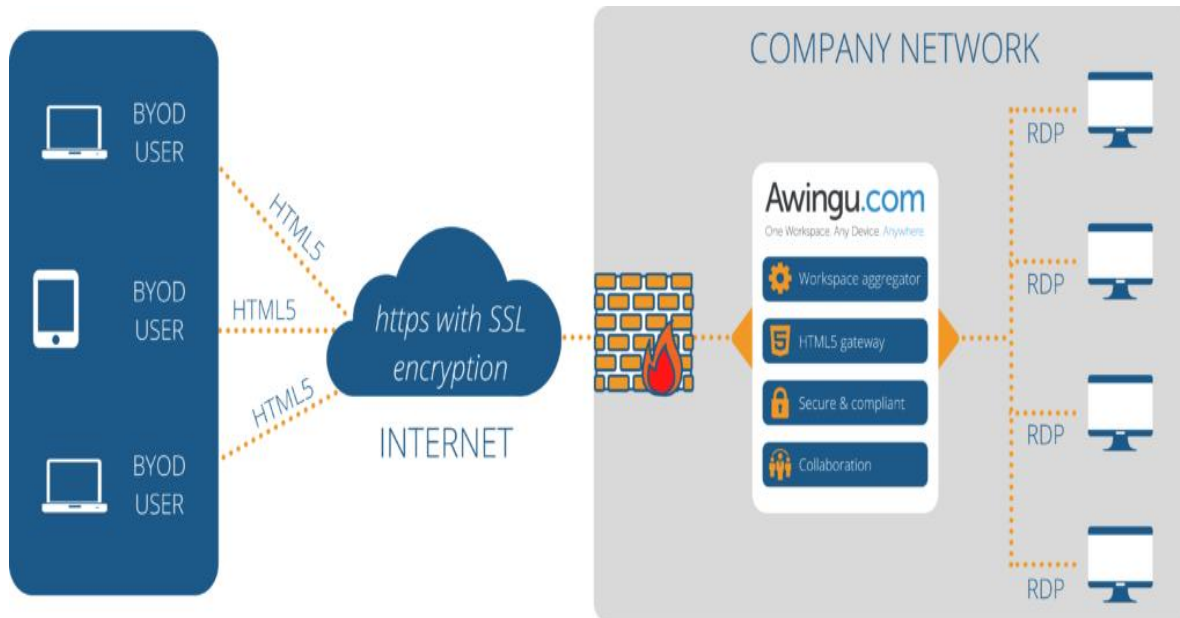 BYOD
USER
BYOD
USER
BYOD
USER
HTML5
HTML5
HTML5
https with SSL
encryption
INTERNET
COMPANY NETWORK
Awingu.com
One Workspace. Any Device. Anywhere.
Workspace aggregator
5
HTML5 gateway
Secure & compliant
Collaboration
RDP
RDP
RDP
RDP